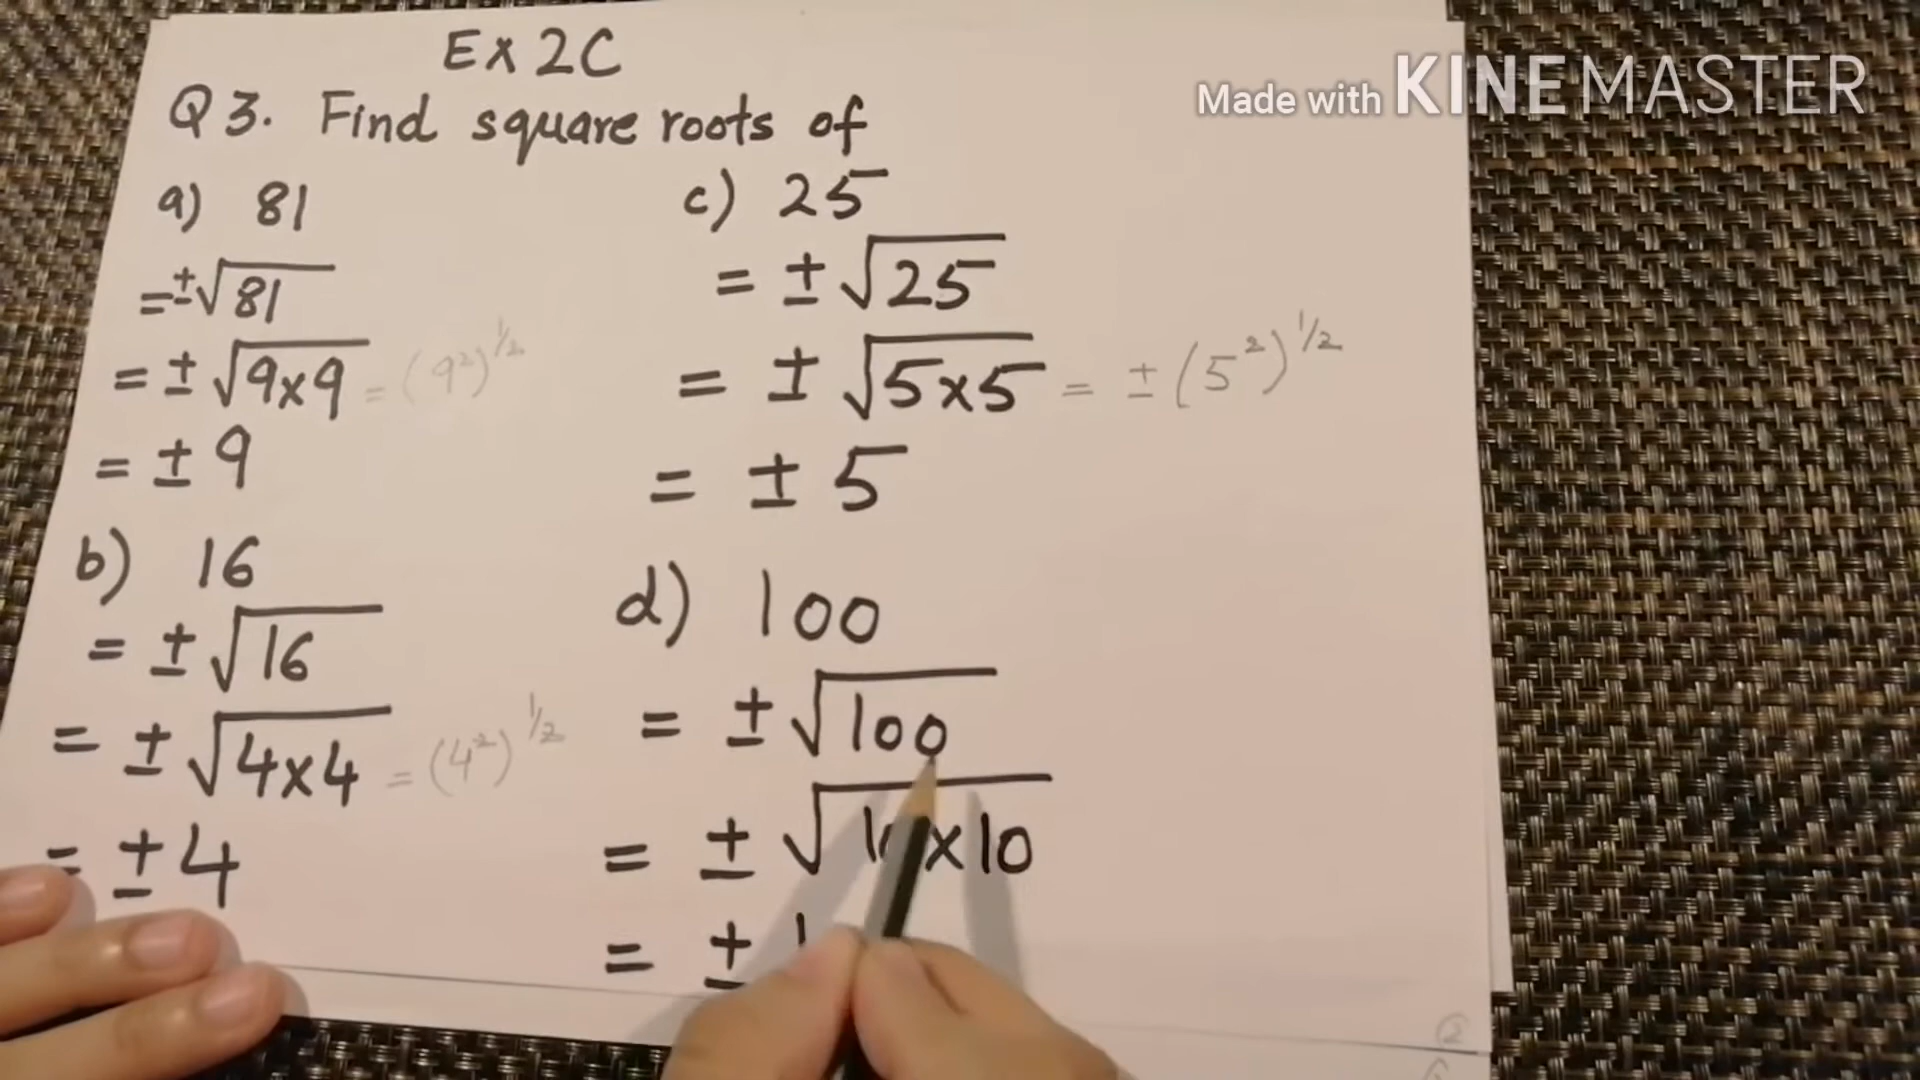 Made with KINEMASTER
Ex 2C
Q 3. Find square roots of
a) 81
= ± √81
= ± √9x9 = (9²)^1/2
= ± 9
b) 16
= ± √16
= ± √4x4 = (4²)^1/2
= ± 4
c) 25
= ± √25
= ± √5x5 = ± (5²)^1/2
= ± 5
d) 100
= ± √100
= ± √ x10
= ±